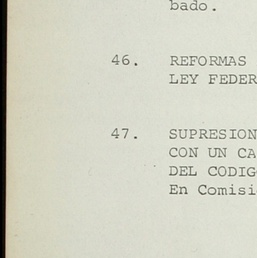 bado.
46. REFORMAS
LEY FEDER
47. SUPRESION
CON UN CA
DEL CODIG
En Comisi